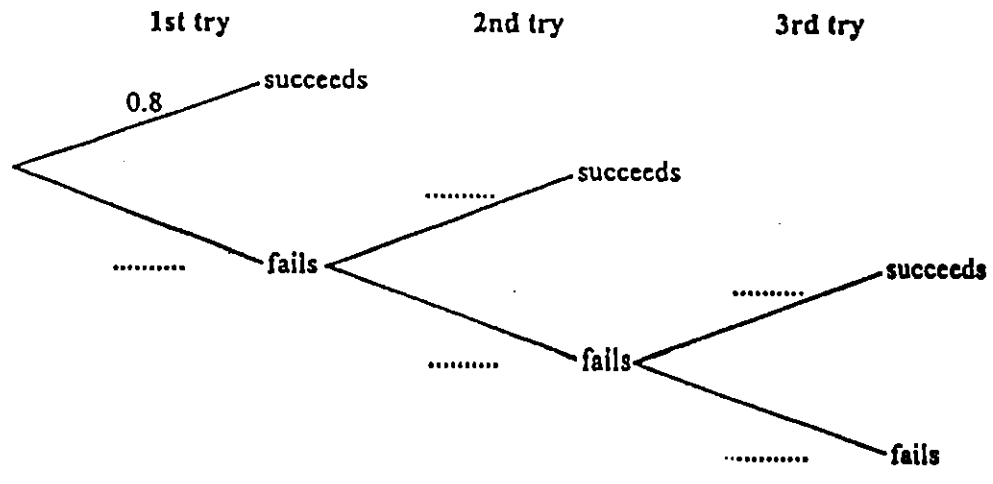 1st try 2nd try 3rd try
succeeds
0.8
succeeds
..........
fails
..........
succeeds
..........
fails
..........
fails
..........